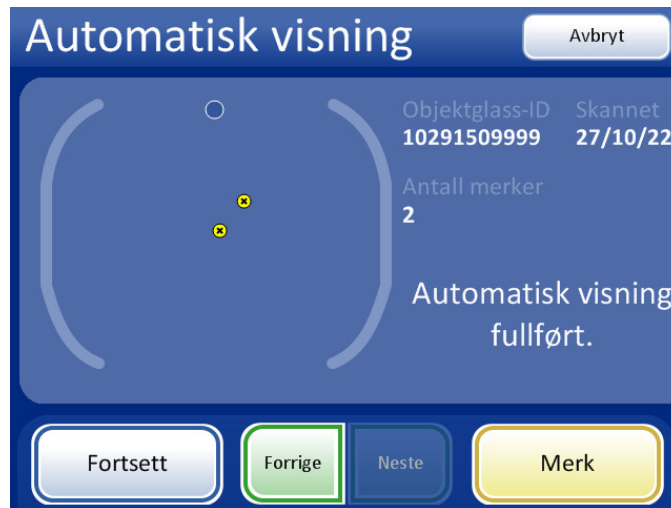 Automatisk visning
Avbryt
Objektglass-ID
Skannet
10291509999
27/10/22
Antall merker
2
Automatisk visning
fullført.
Fortsett
Forrige
Neste
Merk